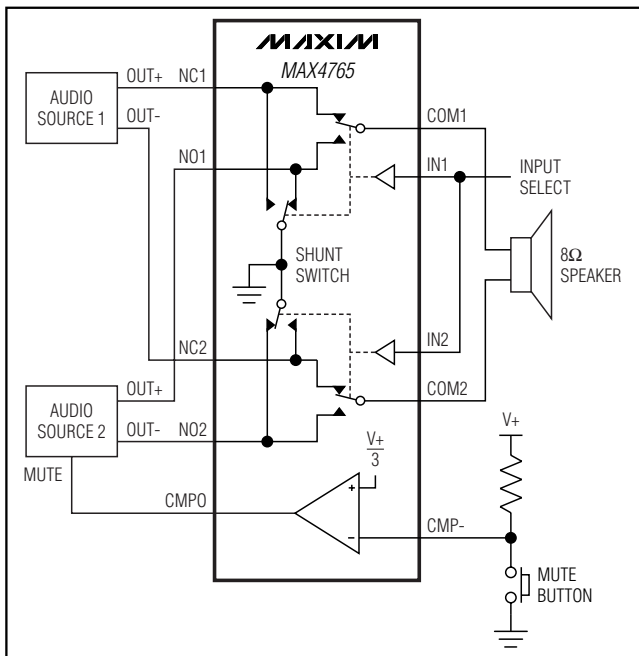 MAXIM
MAX4765
AUDIO
SOURCE 1
OUT+
NC1
OUT-
NO1
COM1
IN1
INPUT
SELECT
SHUNT
SWITCH
8Ω
SPEAKER
NC2
IN2
COM2
AUDIO
SOURCE 2
OUT+
OUT-
NO2
MUTE
CMPO
V+
3
+
-
CMP-
V+
MUTE
BUTTON